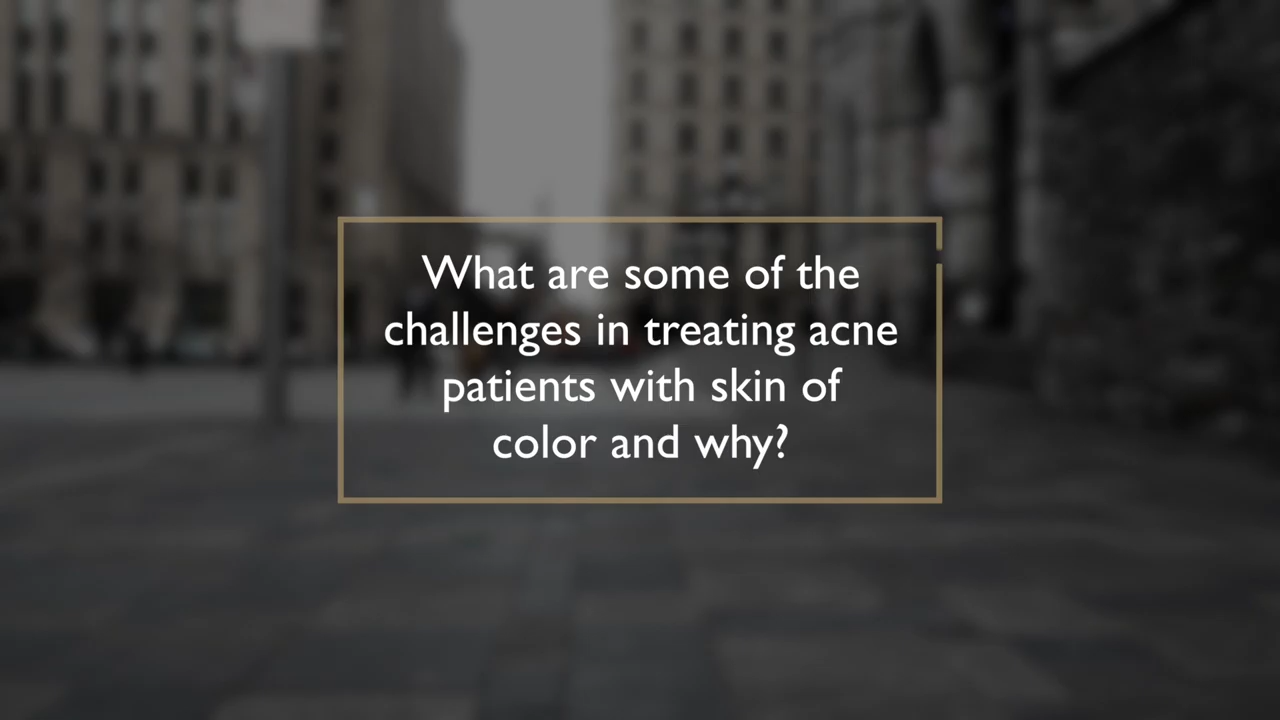 What are some of the
challenges in treating acne
patients with skin of
color and why?